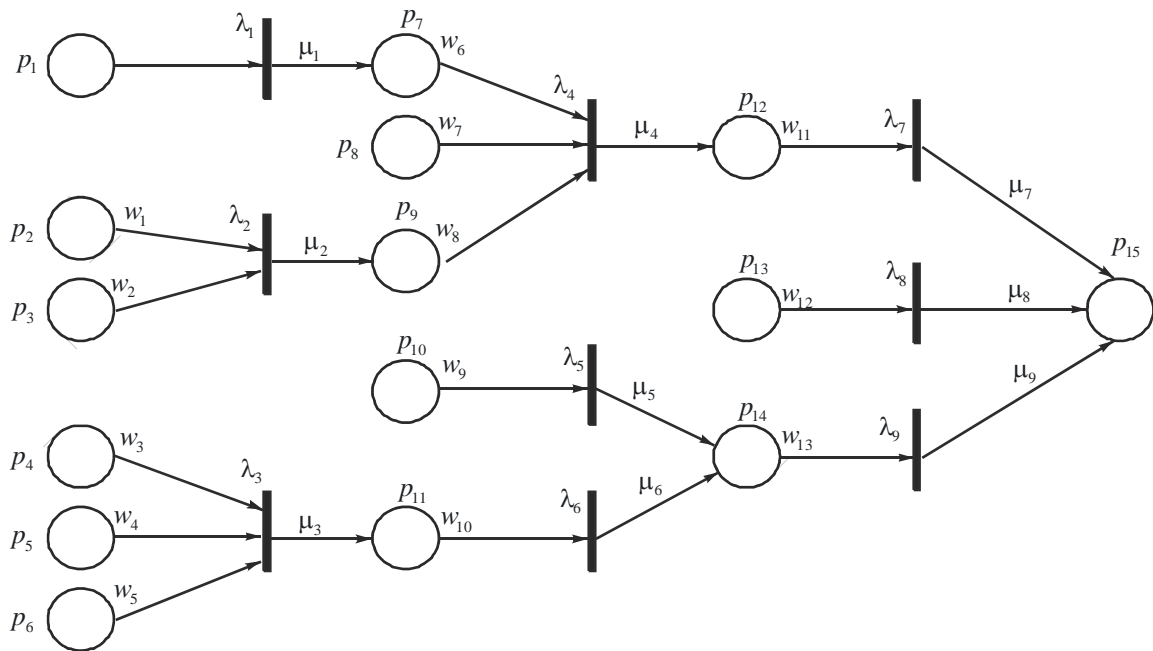 p₇
λ₁
w₆
μ₁
p₁
λ₄
p₁₂
λ₇
w₇
w₁₁
μ₄
p₈
μ₇
p₉
w₁
λ₂
p₂
w₈
μ₂
p₁₅
p₁₃
λ₈
w₂
w₁₂
μ₈
p₃
p₁₀
w₉
λ₅
μ₉
μ₅
p₁₄
λ₉
w₃
w₁₃
p₄
λ₃
μ₆
p₁₁
λ₆
w₄
w₁₀
μ₃
p₅
w₅
p₆